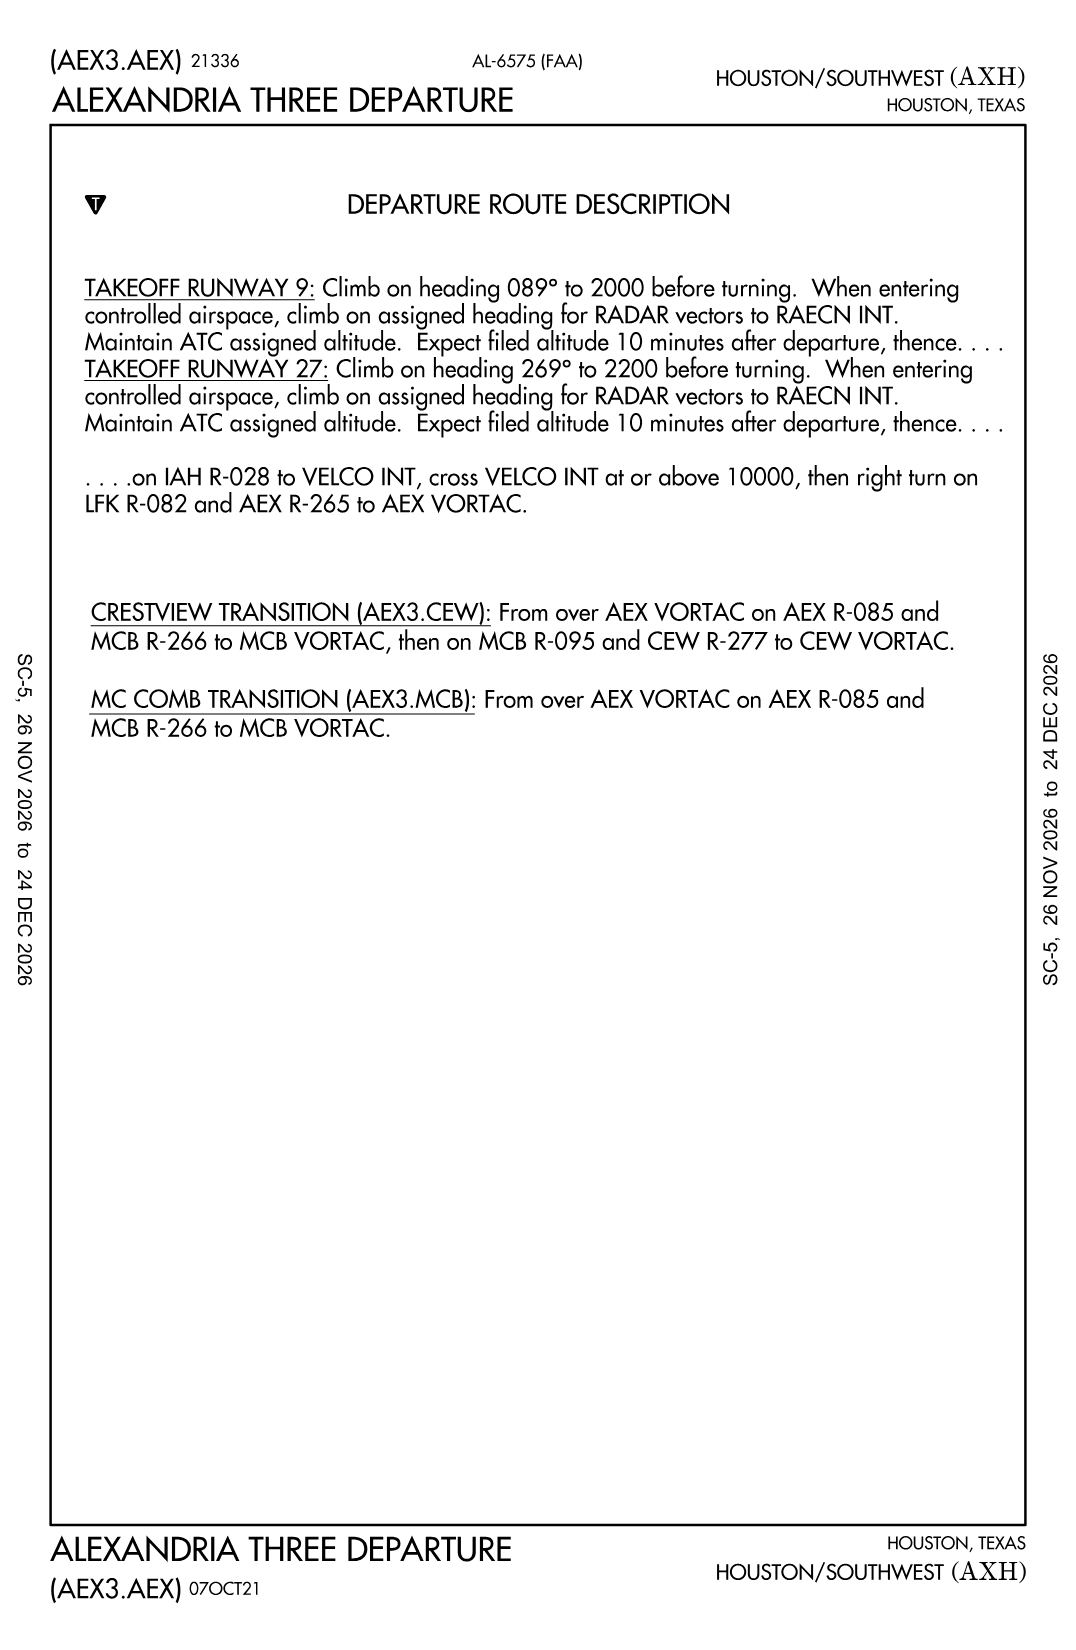 (AEX3.AEX) 21336
AL-6575 (FAA)
HOUSTON/SOUTHWEST (AXH)
ALEXANDRIA THREE DEPARTURE
HOUSTON, TEXAS
T
DEPARTURE ROUTE DESCRIPTION
TAKEOFF RUNWAY 9: Climb on heading 089° to 2000 before turning. When entering
controlled airspace, climb on assigned heading for RADAR vectors to RAECN INT.
Maintain ATC assigned altitude. Expect filed altitude 10 minutes after departure, thence. . . .
TAKEOFF RUNWAY 27: Climb on heading 269° to 2200 before turning. When entering
controlled airspace, climb on assigned heading for RADAR vectors to RAECN INT.
Maintain ATC assigned altitude. Expect filed altitude 10 minutes after departure, thence. . . .
. . . .on IAH R-028 to VELCO INT, cross VELCO INT at or above 10000, then right turn on
LFK R-082 and AEX R-265 to AEX VORTAC.
CRESTVIEW TRANSITION (AEX3.CEW): From over AEX VORTAC on AEX R-085 and
MCB R-266 to MCB VORTAC, then on MCB R-095 and CEW R-277 to CEW VORTAC.
MC COMB TRANSITION (AEX3.MCB): From over AEX VORTAC on AEX R-085 and
MCB R-266 to MCB VORTAC.
SC-5, 26 NOV 2026 to 24 DEC 2026
SC-5, 26 NOV 2026 to 24 DEC 2026
ALEXANDRIA THREE DEPARTURE
HOUSTON, TEXAS
(AEX3.AEX) 07OCT21
HOUSTON/SOUTHWEST (AXH)